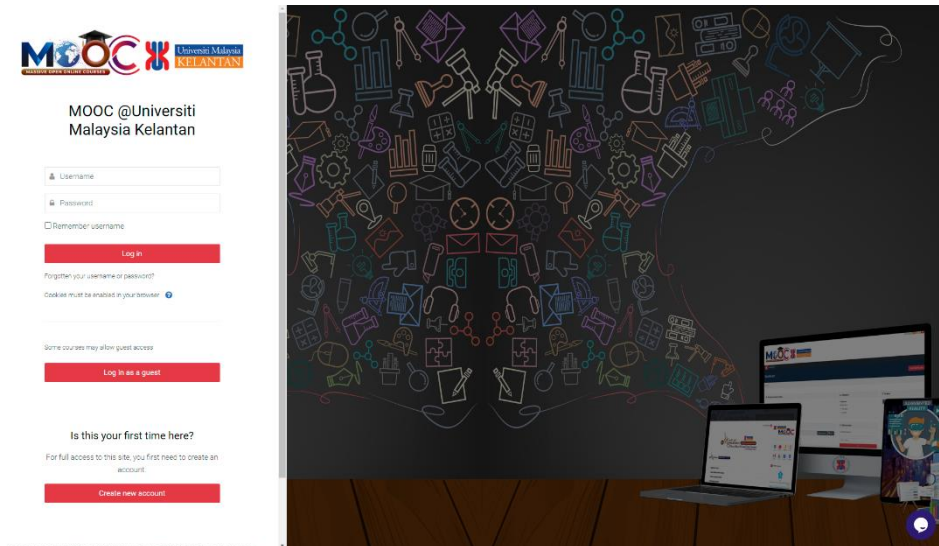 MOOC
MASSIVE OPEN ONLINE COURSES
Universiti Malaysia
KELANTAN
MOOC @Universiti
Malaysia Kelantan
Username
Password
Remember username
Log in
Forgotten your username or password?
Cookies must be enabled in your browser
Some courses may allow guest access
Log in as a guest
Is this your first time here?
For full access to this site, you first need to create an
account.
Create new account
MOOC
AUGMENTED
REALITY